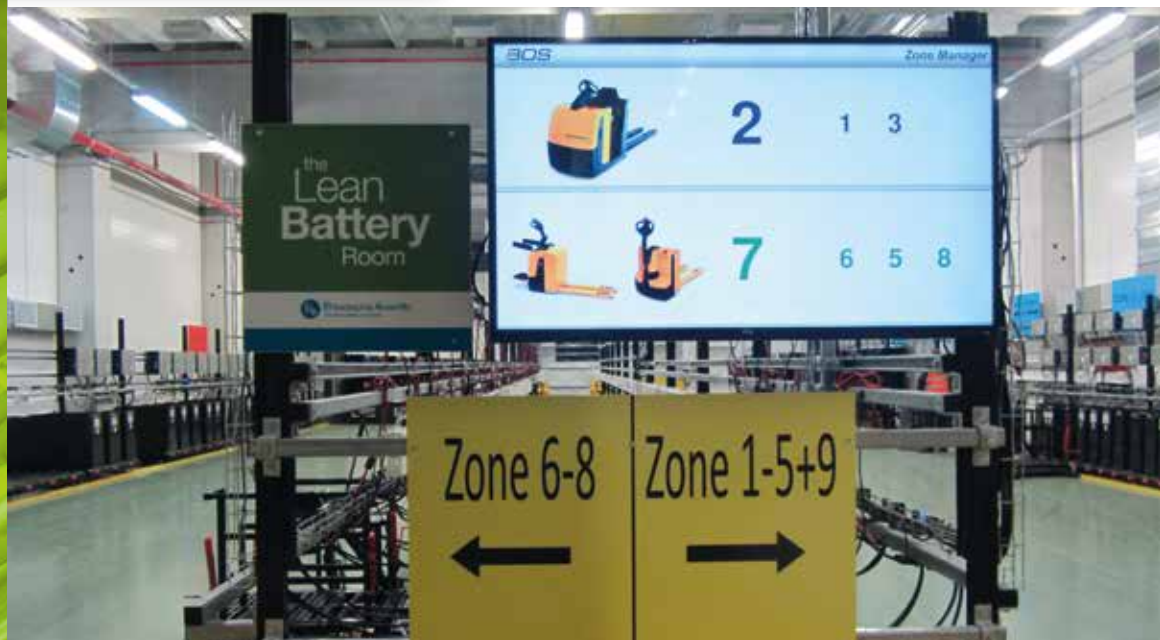 BOS
Zone Manager
2 1 3
7 6 5 8
the
Lean
Battery
Room
Zone 6-8
Zone 1-5+9